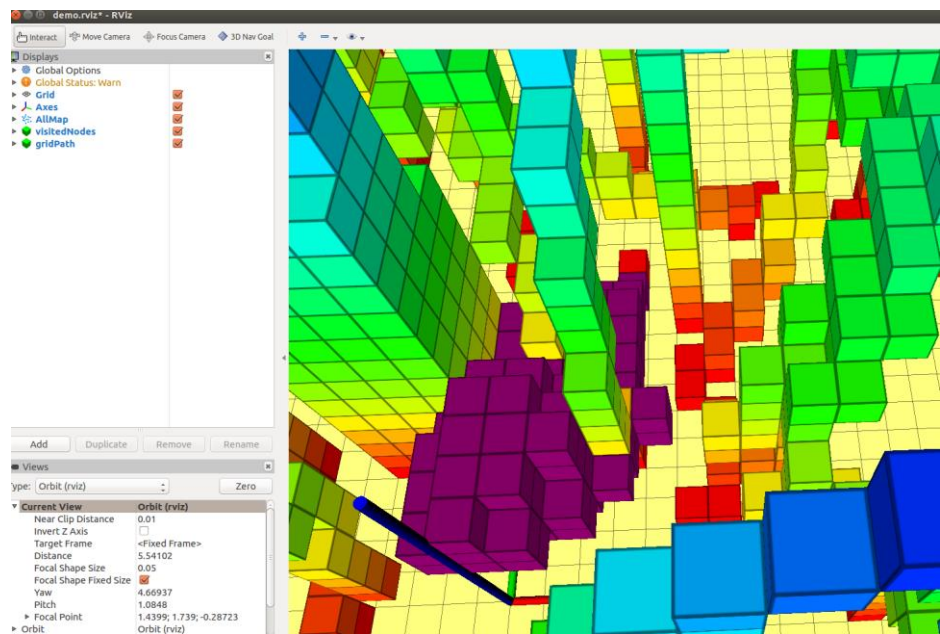 demo.rviz* - RViz
Interact Move Camera Focus Camera 3D Nav Goal
Displays
Global Options
Global Status: Warn
Grid
Axes
AllMap
visitedNodes
gridPath
Add Duplicate Remove Rename
Views
Type: Orbit (rviz) Zero
Current View Orbit (rviz)
Near Clip Distance 0.01
Invert Z Axis
Target Frame <Fixed Frame>
Distance 5.54102
Focal Shape Size 0.05
Focal Shape Fixed Size
Yaw 4.66937
Pitch 1.0848
Focal Point 1.4399; 1.739; -0.28723
Orbit Orbit (rviz)